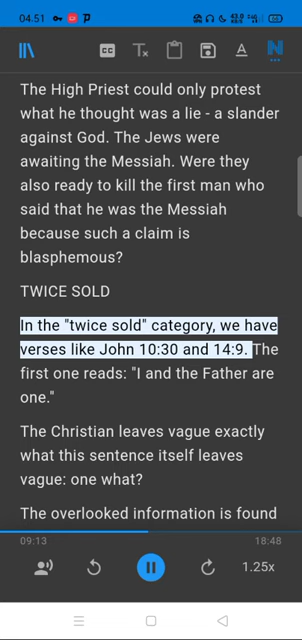 04.51
CC
The High Priest could only protest
what he thought was a lie - a slander
against God. The Jews were
awaiting the Messiah. Were they
also ready to kill the first man who
said that he was the Messiah
because such a claim is
blasphemous?
TWICE SOLD
In the "twice sold" category, we have
verses like John 10:30 and 14:9. The
first one reads: "I and the Father are
one."
The Christian leaves vague exactly
what this sentence itself leaves
vague: one what?
The overlooked information is found
09:13 18:48
1.25x